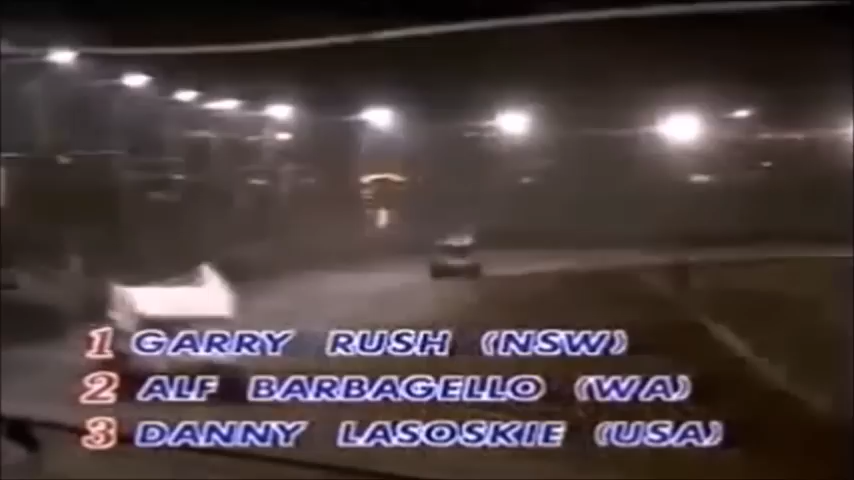 1 GARRY RUSH (NSW)
2 ALF BARBAGELLO (WA)
3 DANNY LASOSKIE (USA)